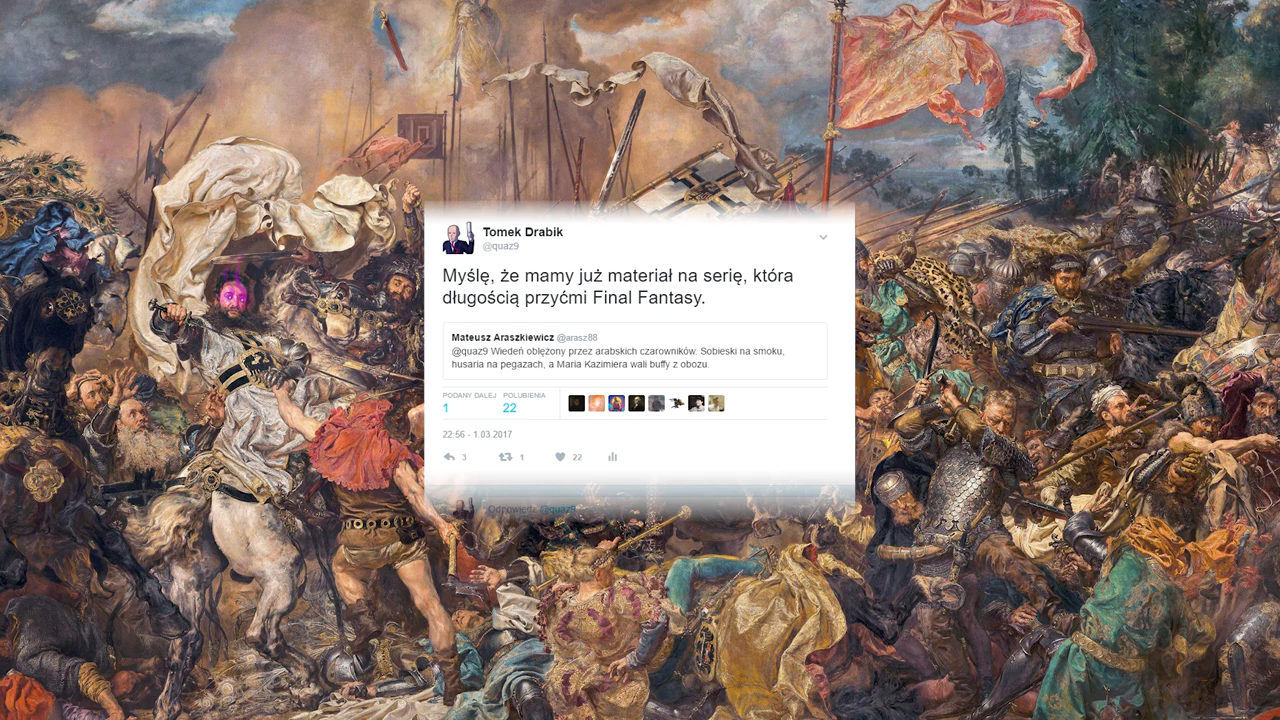 Tomek Drabik
@quaz9
Myślę, że mamy już materiał na serię, która
długością przyćmi Final Fantasy.
Mateusz Araszkiewicz @arasz88
@quaz9 Wiedeń oblężony przez arabskich czarowników. Sobieski na smoku,
husaria na pegazach, a Maria Kazimiera wali buffy z obozu.
PODANY DALEJ POLUBIENIA
1 22
22:56 - 1.03.2017
3 1 22
Odpowiedz @quaz9